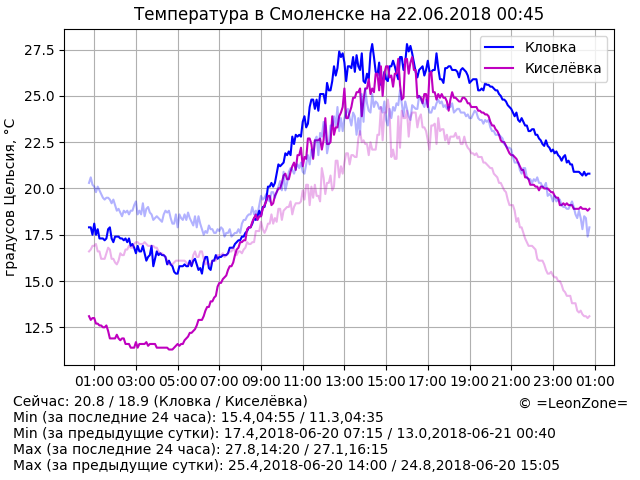 Температура в Смоленске на 22.06.2018 00:45
Кловка
Киселёвка
градусов Цельсия, °C
27.5
25.0
22.5
20.0
17.5
15.0
12.5
01:00 03:00 05:00 07:00 09:00 11:00 13:00 15:00 17:00 19:00 21:00 23:00 01:00
Сейчас: 20.8 / 18.9 (Кловка / Киселёвка)
© =LeonZone=
Min (за последние 24 часа): 15.4,04:55 / 11.3,04:35
Min (за предыдущие сутки): 17.4,2018-06-20 07:15 / 13.0,2018-06-21 00:40
Max (за последние 24 часа): 27.8,14:20 / 27.1,16:15
Max (за предыдущие сутки): 25.4,2018-06-20 14:00 / 24.8,2018-06-20 15:05